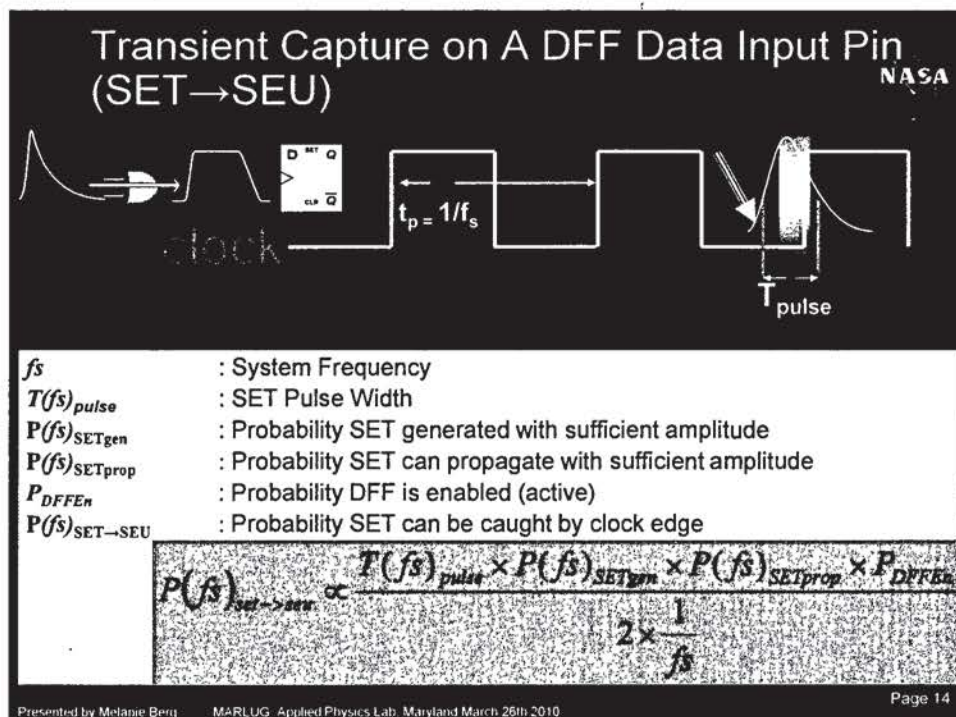 Transient Capture on A DFF Data Input Pin
(SET→SEU)
NASA
D SET Q
CLR Q̅
clock
t_p = 1/f_s
T_pulse
fs : System Frequency
T(fs)_pulse : SET Pulse Width
P(fs)_SETgen : Probability SET generated with sufficient amplitude
P(fs)_SETprop : Probability SET can propagate with sufficient amplitude
P_DFFEn : Probability DFF is enabled (active)
P(fs)_SET→SEU : Probability SET can be caught by clock edge
P(fs)_set->seu ∝ T(fs)_pulse × P(fs)_SETgen × P(fs)_SETprop × P_DFFEn
2 × 1
fs
Presented by Melanie Berg MARLUG Applied Physics Lab, Maryland March 26th 2010 Page 14